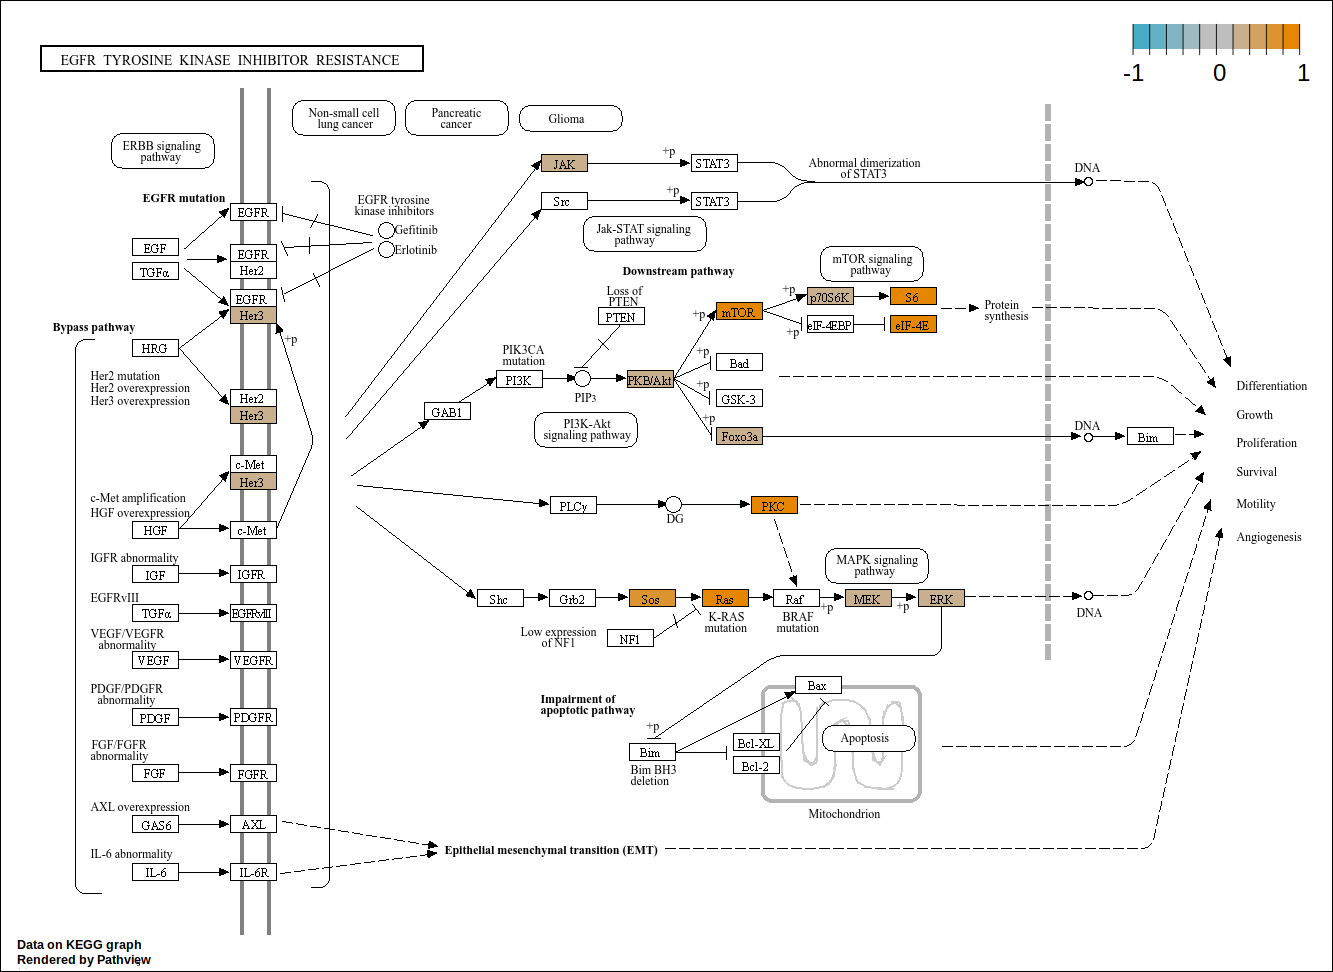 EGFR TYROSINE KINASE INHIBITOR RESISTANCE
-1 0 1
Non-small cell
lung cancer
Pancreatic
cancer
Glioma
ERBB signaling
pathway
EGFR mutation
EGFR
EGF
TGFα
EGFR
Her2
EGFR
Her3
EGFR tyrosine
kinase inhibitors
Gefitinib
Erlotinib
Bypass pathway
HRG
+p
Her2 mutation
Her2 overexpression
Her3 overexpression
Her2
Her3
c-Met
Her3
c-Met amplification
HGF overexpression
HGF
c-Met
IGFR abnormality
IGF
IGFR
EGFRvIII
TGFα
EGFRvIII
VEGF/VEGFR
abnormality
VEGF
VEGFR
PDGF/PDGFR
abnormality
PDGF
PDGFR
FGF/FGFR
abnormality
FGF
FGFR
AXL overexpression
GAS6
AXL
IL-6 abnormality
IL-6
IL-6R
JAK
+p
STAT3
Src
+p
STAT3
Abnormal dimerization
of STAT3
DNA
Jak-STAT signaling
pathway
Downstream pathway
mTOR signaling
pathway
Loss of
PTEN
PTEN
+p
mTOR
+p
p70S6K
S6
+p
eIF-4EBP
eIF-4E
Protein
synthesis
PIK3CA
mutation
PI3K
PIP3
PKB/Akt
+p
Bad
+p
GSK-3
+p
Foxo3a
GAB1
PI3K-Akt
signaling pathway
DNA
Bim
PLCγ
DG
PKC
MAPK signaling
pathway
Shc
Grb2
Sos
Ras
Raf
+p
MEK
+p
ERK
DNA
Low expression
of NF1
NF1
K-RAS
mutation
BRAF
mutation
Impairment of
apoptotic pathway
+p
Bim
Bim BH3
deletion
Bax
Bcl-XL
Bcl-2
Apoptosis
Mitochondrion
Epithelial mesenchymal transition (EMT)
Differentiation
Growth
Proliferation
Survival
Motility
Angiogenesis
Data on KEGG graph
Rendered by Pathview